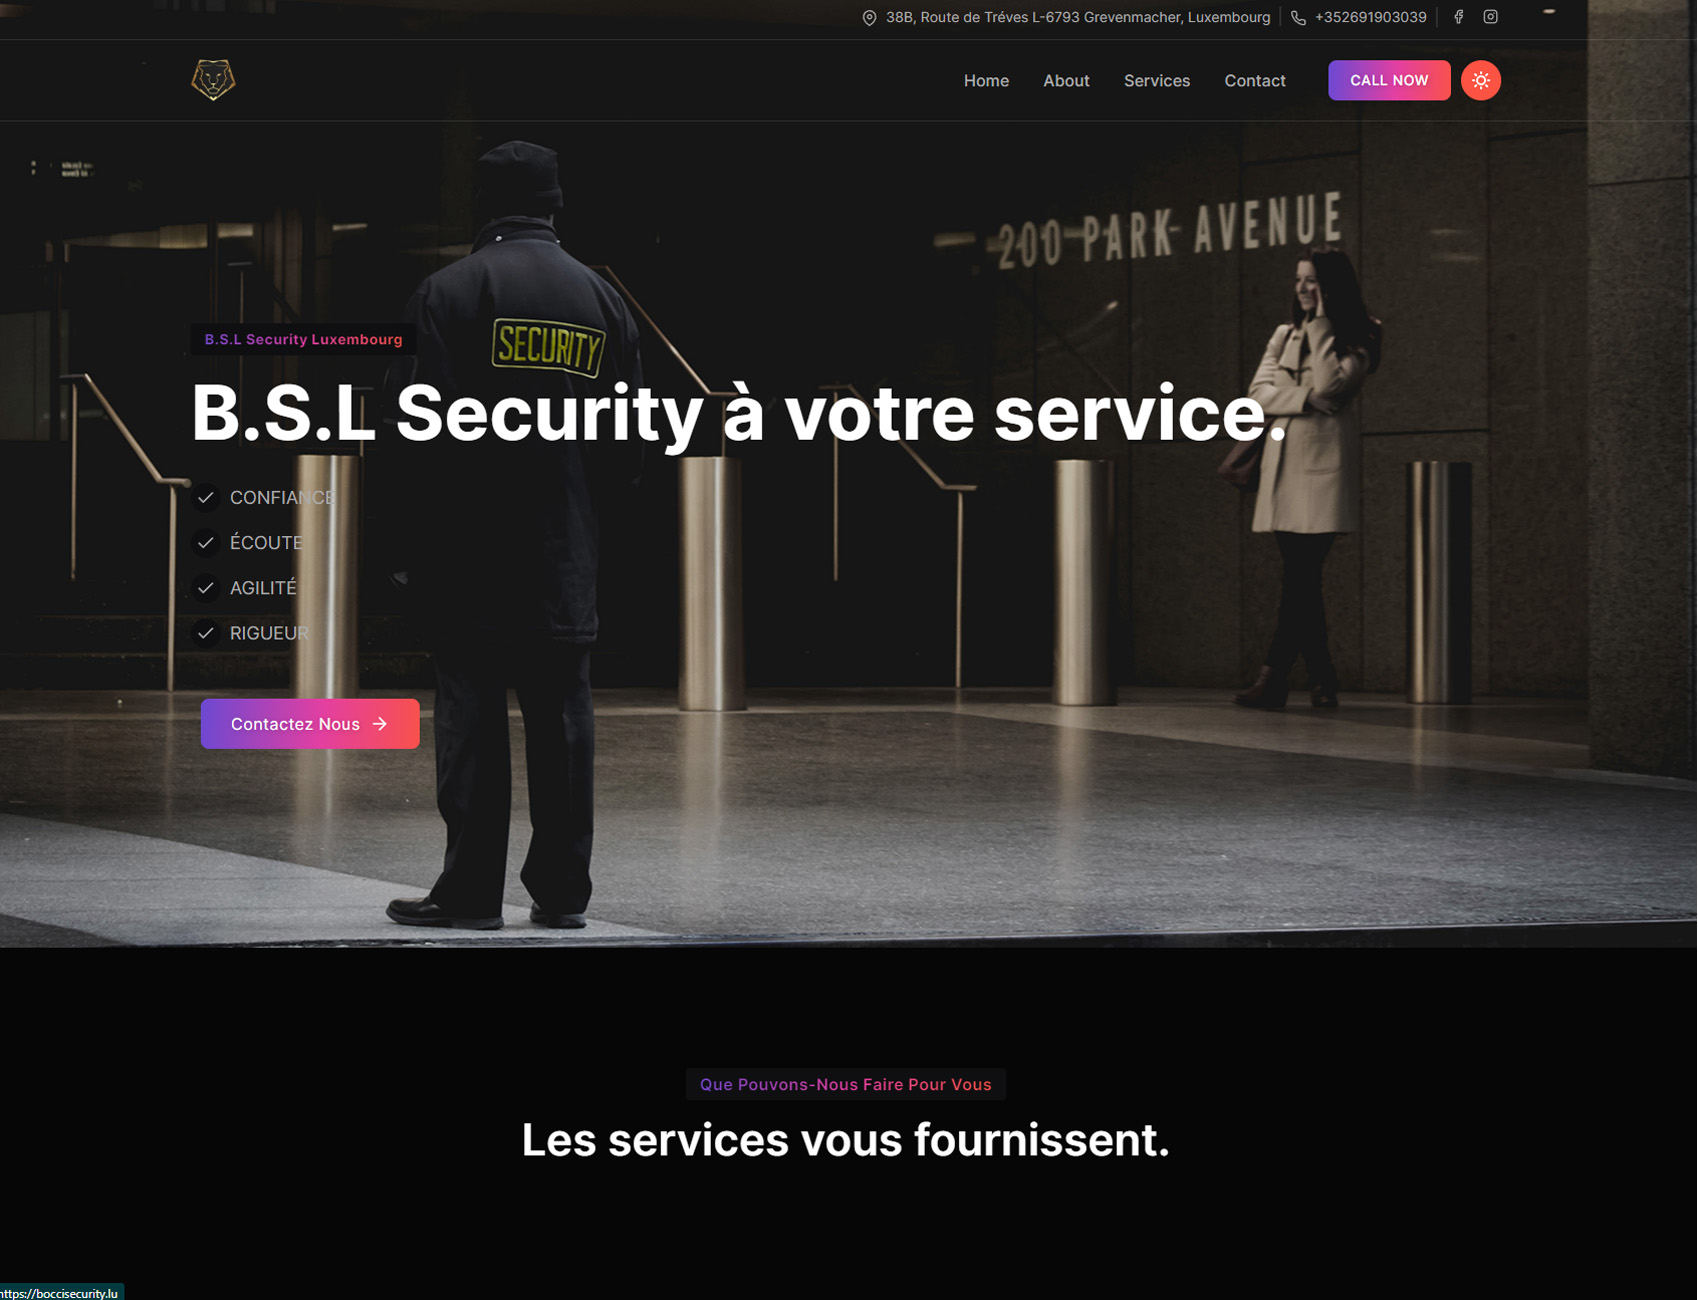 38B, Route de Tréves L-6793 Grevenmacher, Luxembourg +352691903039
Home About Services Contact CALL NOW
200 PARK AVENUE
SECURITY
B.S.L Security Luxembourg
B.S.L Security à votre service.
CONFIANCE
ÉCOUTE
AGILITÉ
RIGUEUR
Contactez Nous
Que Pouvons-Nous Faire Pour Vous
Les services vous fournissent.
https://boccisecurity.lu